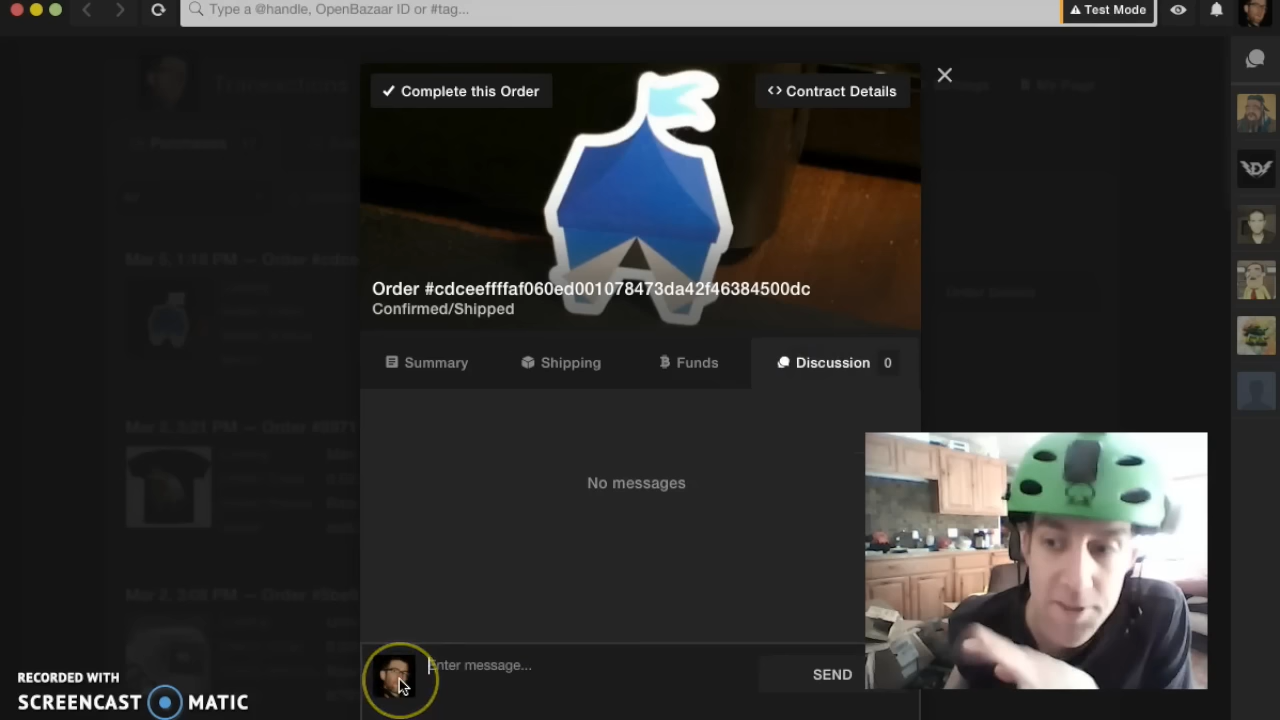 Type a @handle, OpenBazaar ID or #tag...
Test Mode
Complete this Order
Contract Details
Order #cdceeffffaf060ed001078473da42f46384500dc
Confirmed/Shipped
Summary
Shipping
Funds
Discussion 0
No messages
Enter message...
SEND
RECORDED WITH
SCREENCAST MATIC